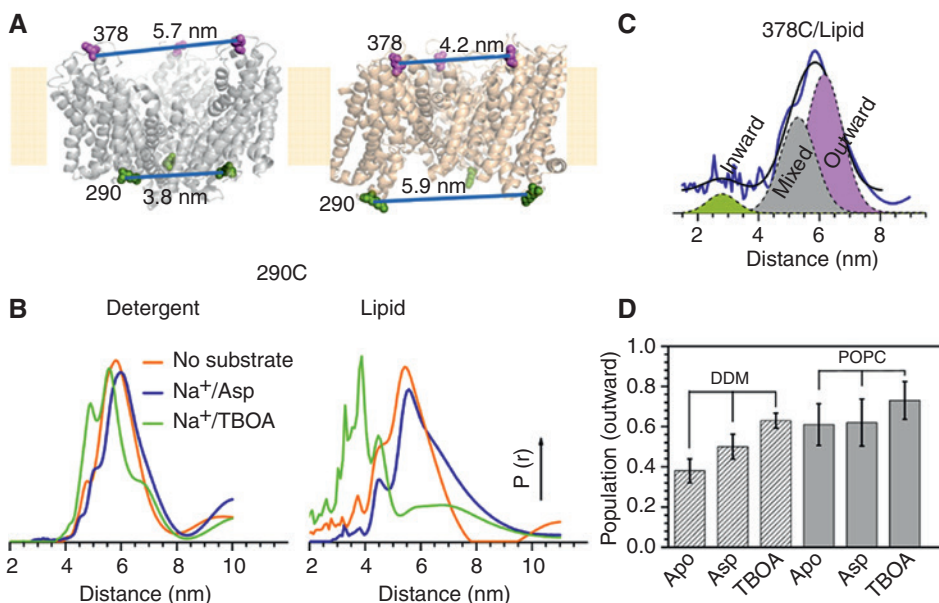 A
378
5.7 nm
290
3.8 nm
378
4.2 nm
290
5.9 nm
C
378C/Lipid
Inward
Mixed
Outward
2 4 6 8
Distance (nm)
290C
B
Detergent
Lipid
No substrate
Na⁺/Asp
Na⁺/TBOA
P (r)
2 4 6 8 10
Distance (nm)
2 4 6 8 10
Distance (nm)
D
Population (outward)
1.0
0.8
0.6
0.4
0.2
0.0
DDM
POPC
Apo
Asp
TBOA
Apo
Asp
TBOA